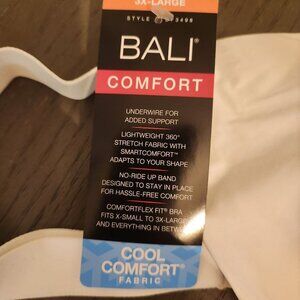 3X-LARGE
STYLE
BALI®
COMFORT
UNDERWIRE FOR
ADDED SUPPORT
LIGHTWEIGHT 360°
STRETCH FABRIC WITH
SMARTCOMFORT™
ADAPTS TO YOUR SHAPE
NO-RIDE UP BAND
DESIGNED TO STAY IN PLACE
FOR HASSLE-FREE COMFORT
COMFORTFLEX FIT® BRA
FITS X-SMALL TO 3X-LARGE
AND EVERYTHING IN BETWEEN
COOL
COMFORT®
FABRIC